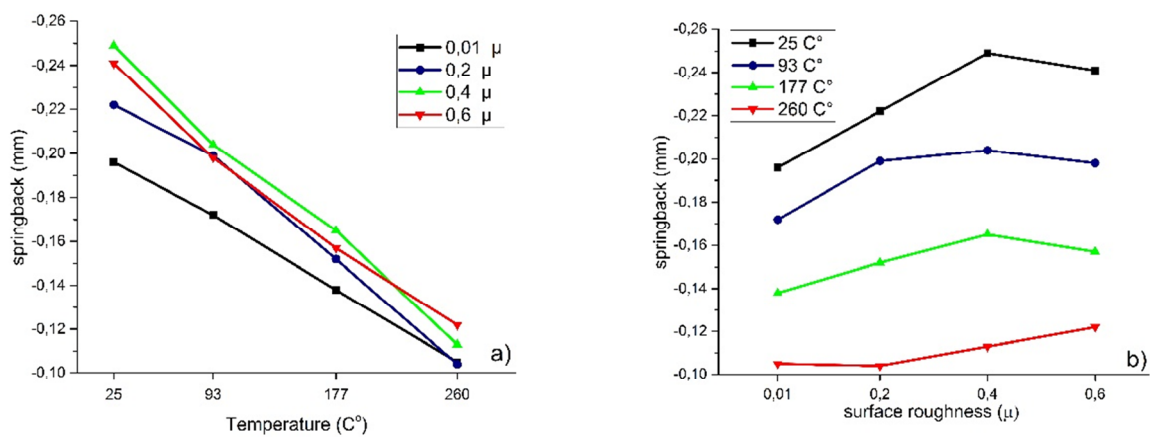 -0,26
-0,24
-0,22
-0,20
-0,18
-0,16
-0,14
-0,12
-0,10
springback (mm)
0,01 μ
0,2 μ
0,4 μ
0,6 μ
a)
25 93 177 260
Temperature (C°)
-0,26
-0,24
-0,22
-0,20
-0,18
-0,16
-0,14
-0,12
-0,10
springback (mm)
25 C°
93 C°
177 C°
260 C°
b)
0,01 0,2 0,4 0,6
surface roughness (μ)